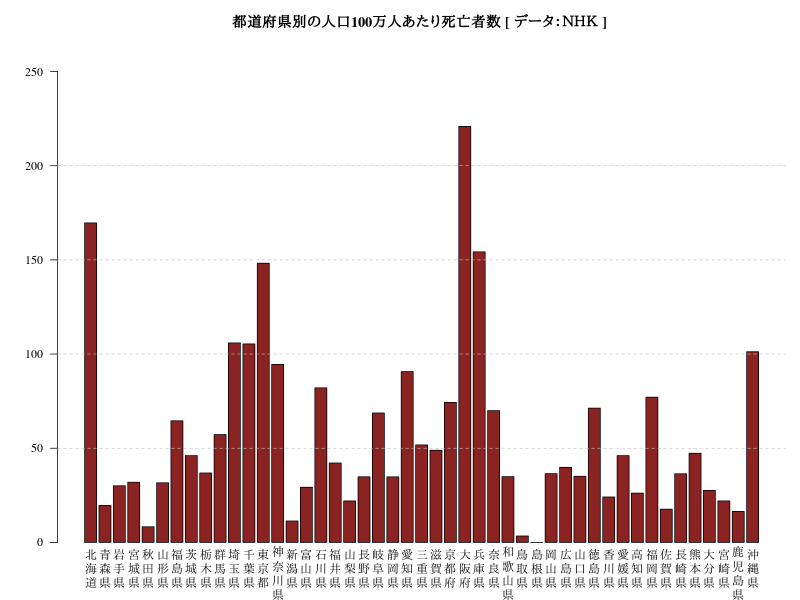 都道府県別の人口100万人あたり死亡者数 [ データ: NHK ]
250
200
150
100
50
0
北海道
青森県
岩手県
宮城県
秋田県
山形県
福島県
茨城県
栃木県
群馬県
埼玉県
千葉県
東京都
神奈川県
新潟県
富山県
石川県
福井県
山梨県
長野県
岐阜県
静岡県
愛知県
三重県
滋賀県
京都府
大阪府
兵庫県
奈良県
和歌山県
鳥取県
島根県
岡山県
広島県
山口県
徳島県
香川県
愛媛県
高知県
福岡県
佐賀県
長崎県
熊本県
大分県
宮崎県
鹿児島県
沖縄県